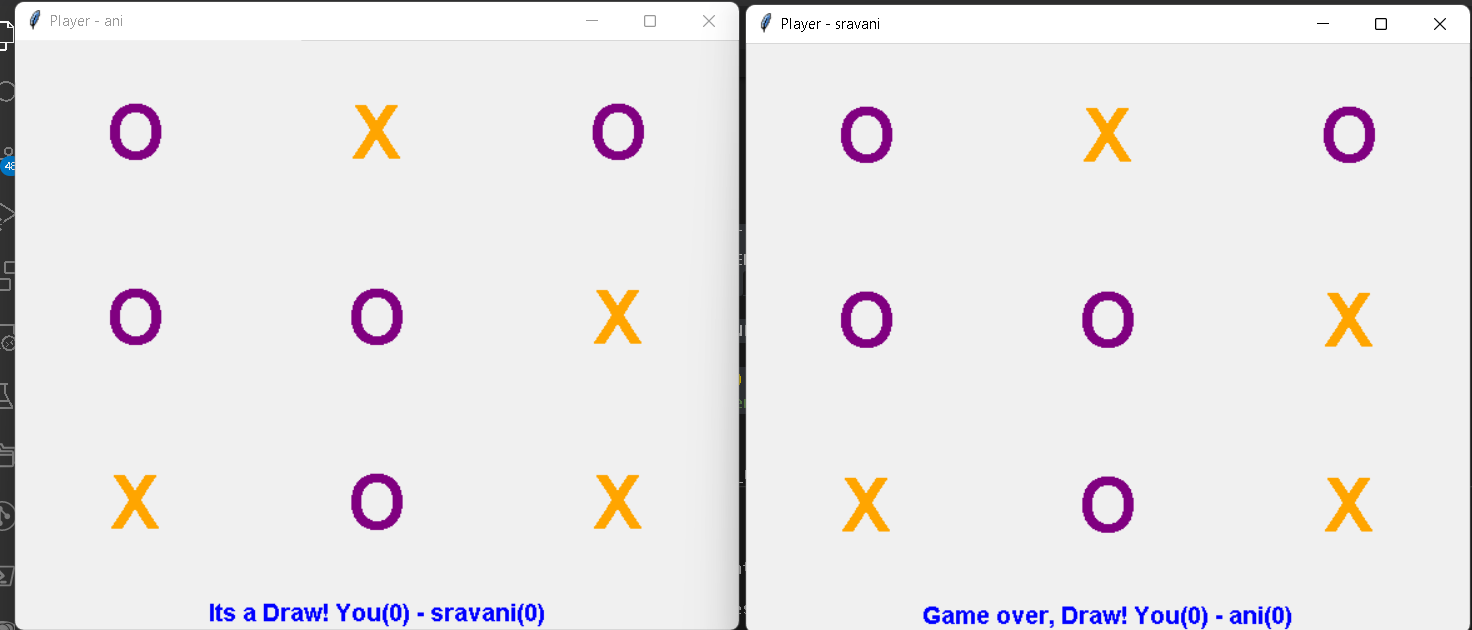 Player - ani
Player - sravani
O X O
O X O
O O X
O O X
X O X
X O X
Its a Draw! You(0) - sravani(0)
Game over, Draw! You(0) - ani(0)